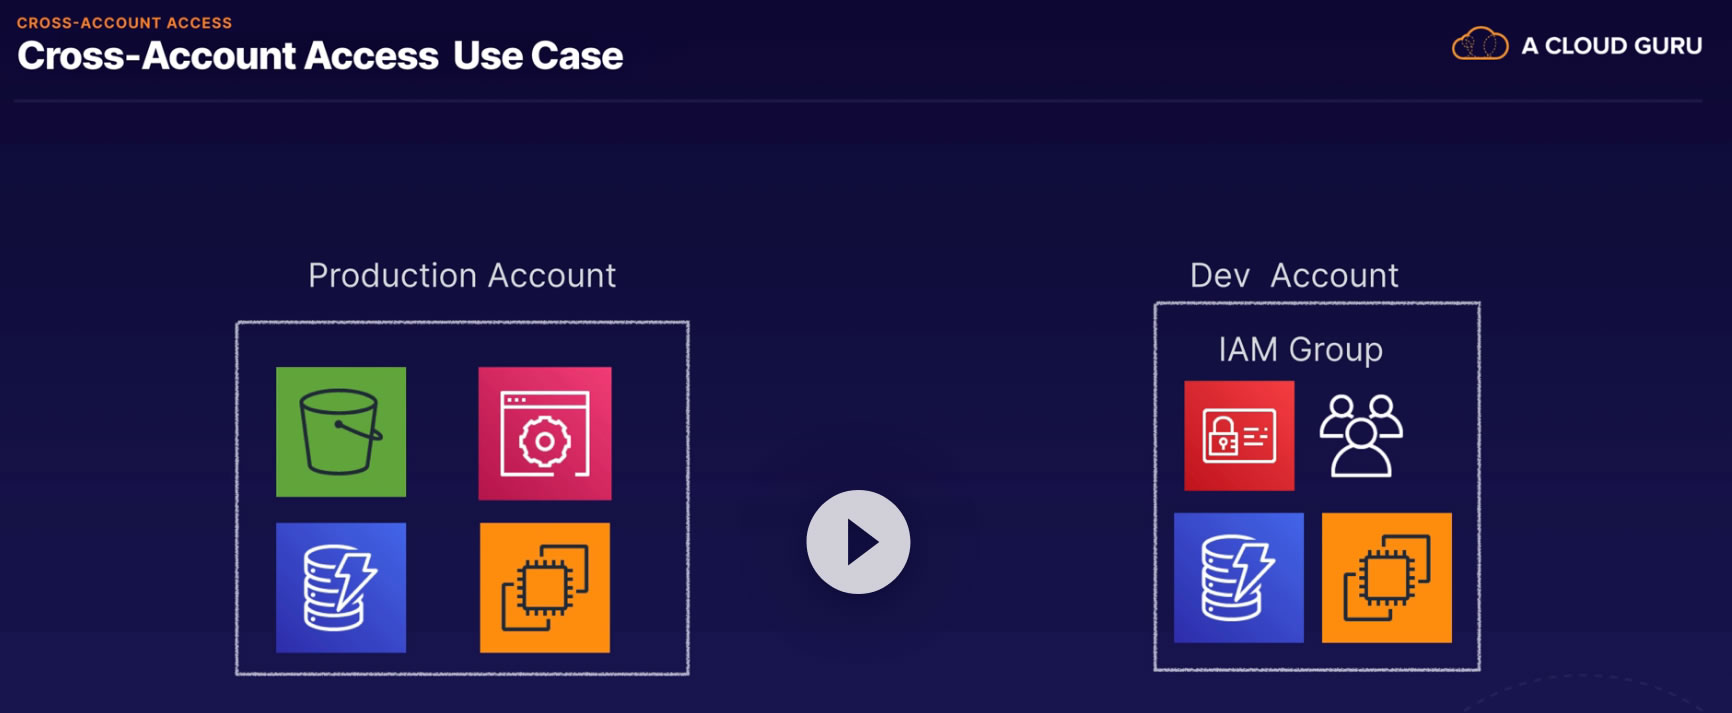 CROSS-ACCOUNT ACCESS
Cross-Account Access Use Case
A CLOUD GURU
Production Account
Dev Account
IAM Group